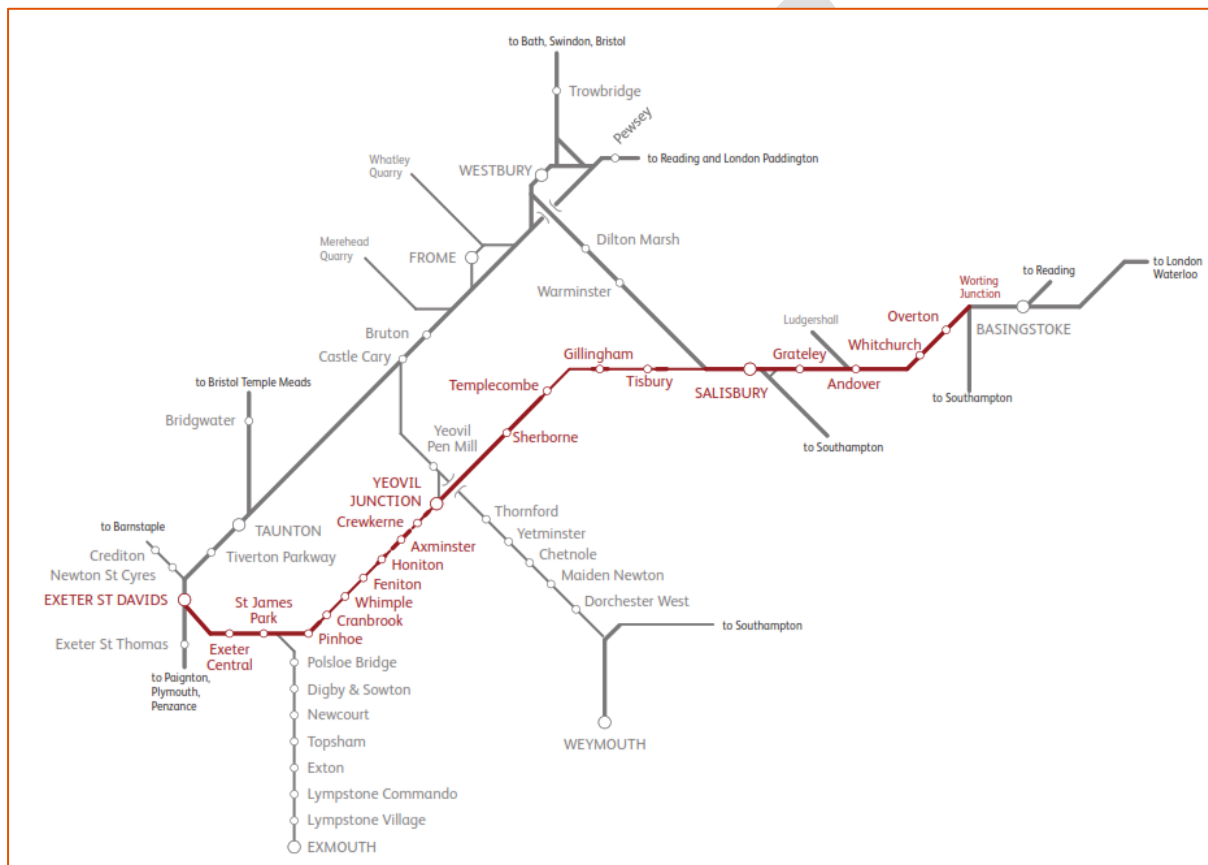 to Bath, Swindon, Bristol
Trowbridge
Pewsey
to Reading and London Paddington
Whatley
Quarry
WESTBURY
Merehead
Quarry
FROME
Dilton Marsh
Warminster
to Reading
to London
Waterloo
Worting
Junction
BASINGSTOKE
Overton
Ludgershall
Whitchurch
Bruton
Castle Cary
Gillingham
Tisbury
Grateley
Andover
SALISBURY
Templecombe
to Southampton
to Bristol Temple Meads
Bridgwater
Yeovil
Pen Mill
Sherborne
to Southampton
YEOVIL
JUNCTION
Crewkerne
Thornford
TAUNTON
to Barnstaple
Axminster
Yetminster
Crediton
Tiverton Parkway
Honiton
Chetnole
Newton St Cyres
Feniton
Maiden Newton
EXETER ST DAVIDS
St James
Park
Whimple
Dorchester West
Cranbrook
to Southampton
Pinhoe
Exeter St Thomas
Exeter
Central
Polsloe Bridge
to Paignton,
Plymouth,
Penzance
Digby & Sowton
Newcourt
Topsham
WEYMOUTH
Exton
Lympstone Commando
Lympstone Village
EXMOUTH